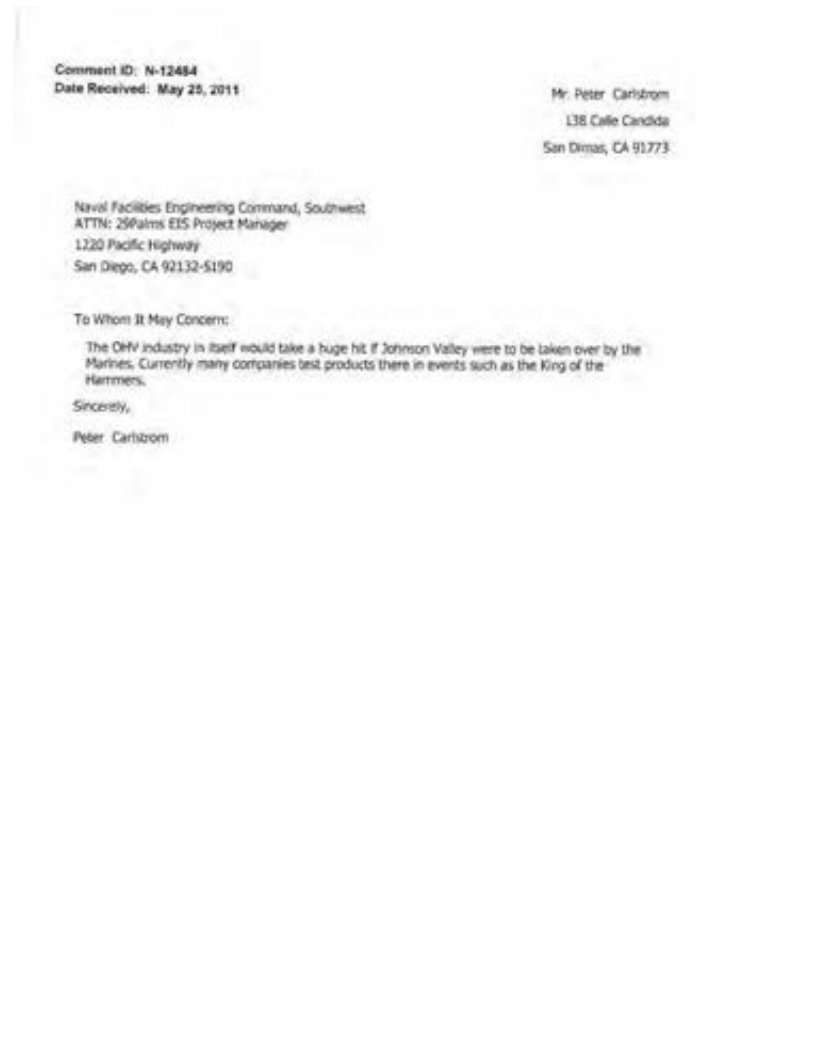 Comment ID: N-12484
Date Received: May 25, 2011
Mr. Peter Carlstrom
138 Calle Candida
San Dimas, CA 91773
Naval Facilities Engineering Command, Southwest
ATTN: 29Palms EIS Project Manager
1220 Pacific Highway
San Diego, CA 92132-5190
To Whom It May Concern:
The OHV industry in itself would take a huge hit if Johnson Valley were to be taken over by the
Marines. Currently many companies test products there in events such as the King of the
Hammers.
Sincerely,
Peter Carlstrom